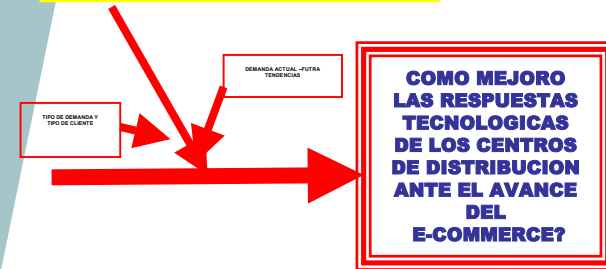 DEMANDA ACTUAL –FUTRA
TENDENCIAS
TIPO DE DEMANDA Y
TIPO DE CLIENTE
COMO MEJORO
LAS RESPUESTAS
TECNOLOGICAS
DE LOS CENTROS
DE DISTRIBUCION
ANTE EL AVANCE
DEL
E-COMMERCE?